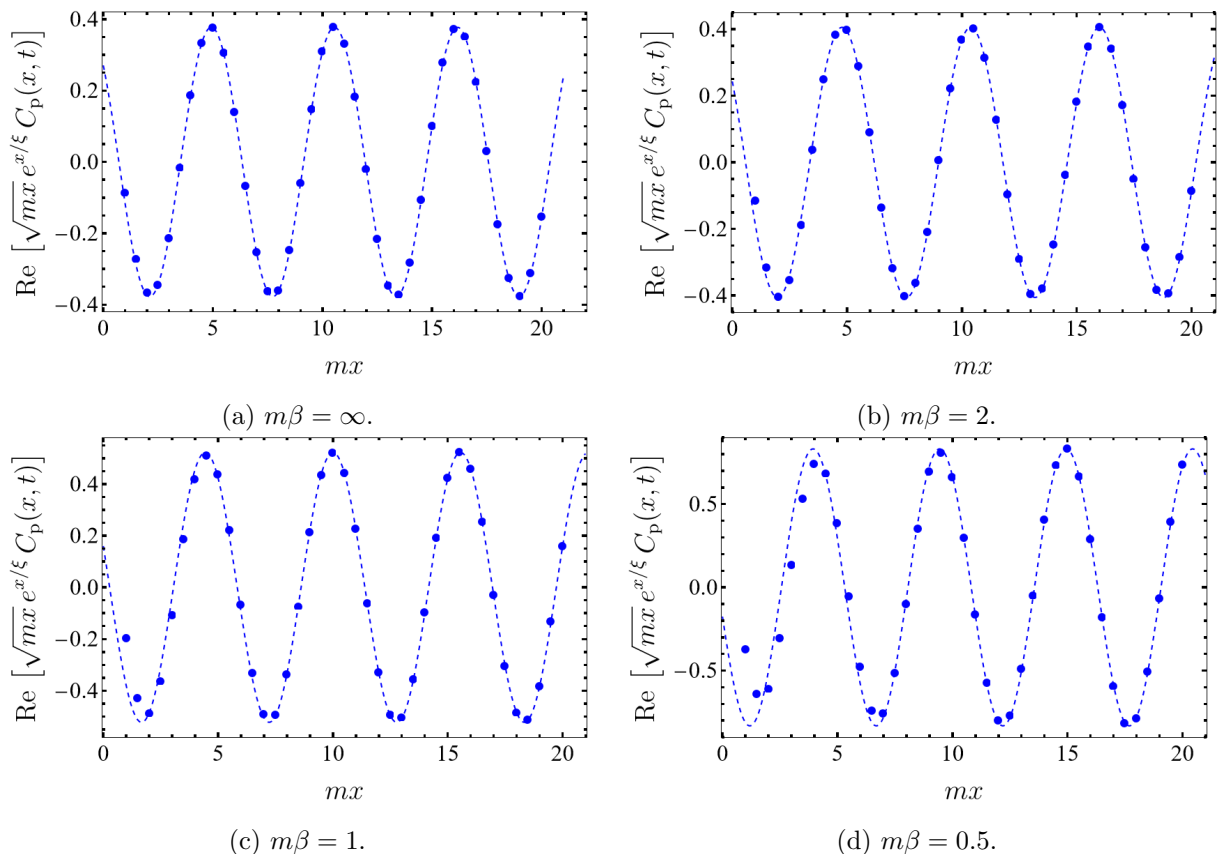 Re [√mx e^{x/ξ} C_p(x, t)]
0.4
0.2
0.0
−0.2
−0.4
0 5 10 15 20
mx
(a) mβ = ∞.
Re [√mx e^{x/ξ} C_p(x, t)]
0.4
0.2
0.0
−0.2
−0.4
0 5 10 15 20
mx
(b) mβ = 2.
Re [√mx e^{x/ξ} C_p(x, t)]
0.4
0.2
0.0
−0.2
−0.4
0 5 10 15 20
mx
(c) mβ = 1.
Re [√mx e^{x/ξ} C_p(x, t)]
0.5
0.0
−0.5
0 5 10 15 20
mx
(d) mβ = 0.5.